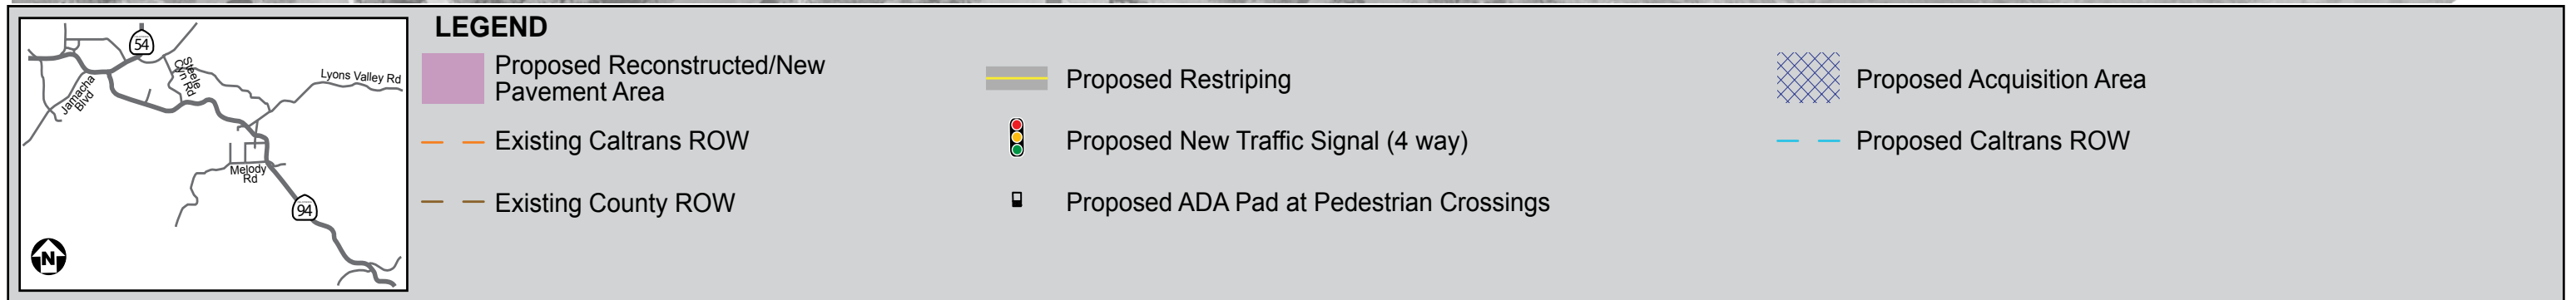 54
Steele
Cyn Rd
Lyons Valley Rd
Jamacha
Blvd
Melody
Rd
94
N
LEGEND
Proposed Reconstructed/New
Pavement Area
Existing Caltrans ROW
Existing County ROW
Proposed Restriping
Proposed New Traffic Signal (4 way)
Proposed ADA Pad at Pedestrian Crossings
Proposed Acquisition Area
Proposed Caltrans ROW